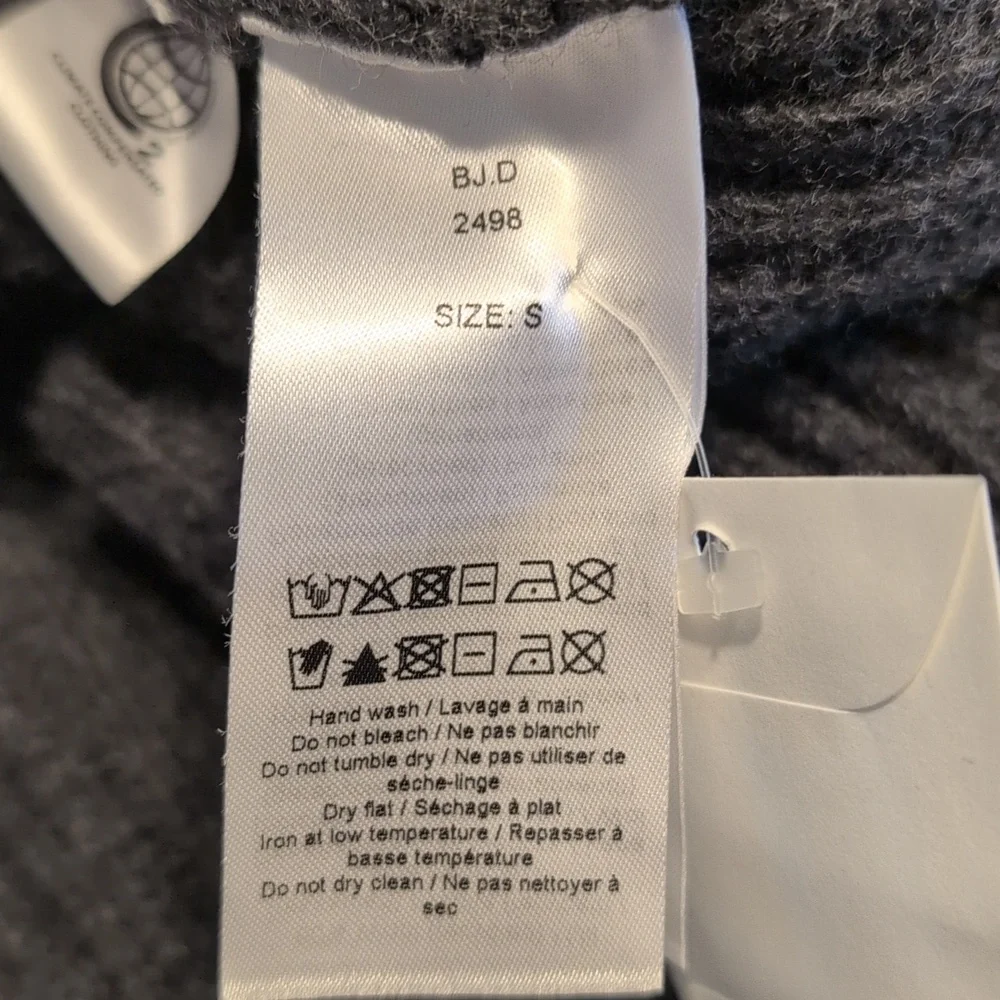 BJ.D
2498
SIZE: S
Hand wash / Lavage à main
Do not bleach / Ne pas blanchir
Do not tumble dry / Ne pas utiliser de
séche-linge
Dry flat / Séchage à plat
Iron at low temperature / Repasser à
basse température
Do not dry clean / Ne pas nettoyer à
sec